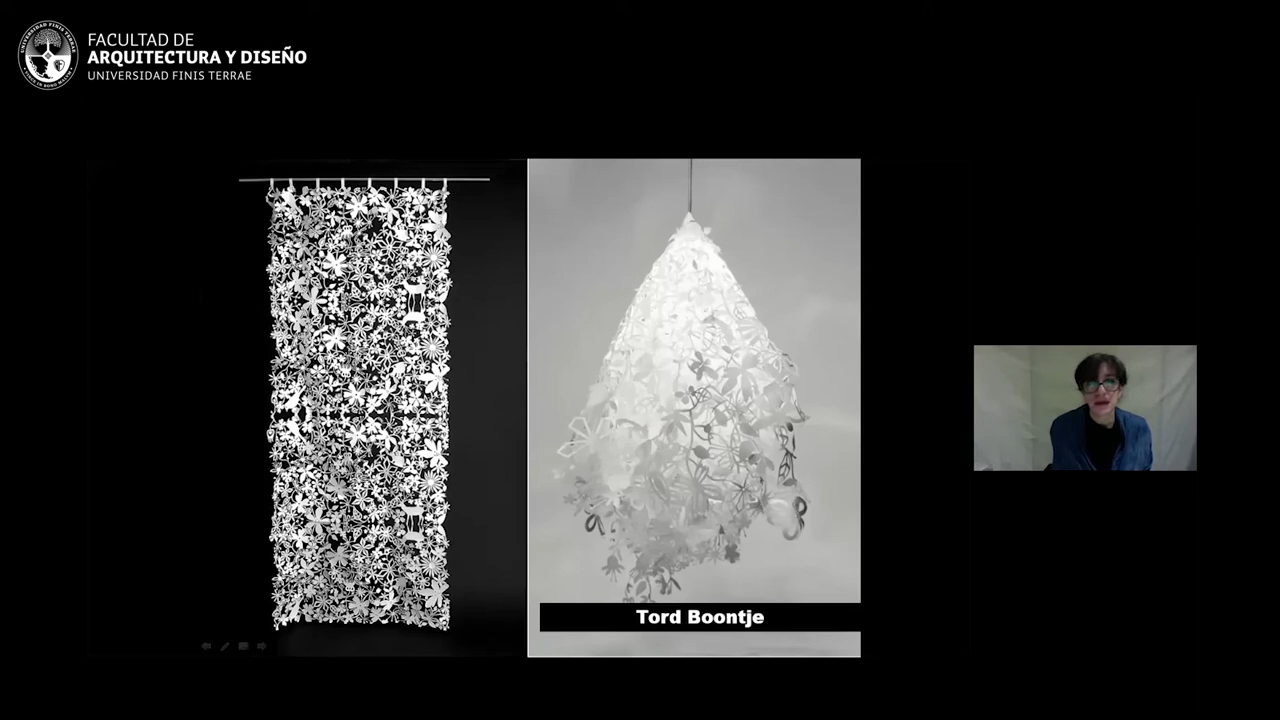 FACULTAD DE
ARQUITECTURA Y DISEÑO
UNIVERSIDAD FINIS TERRAE
Tord Boontje